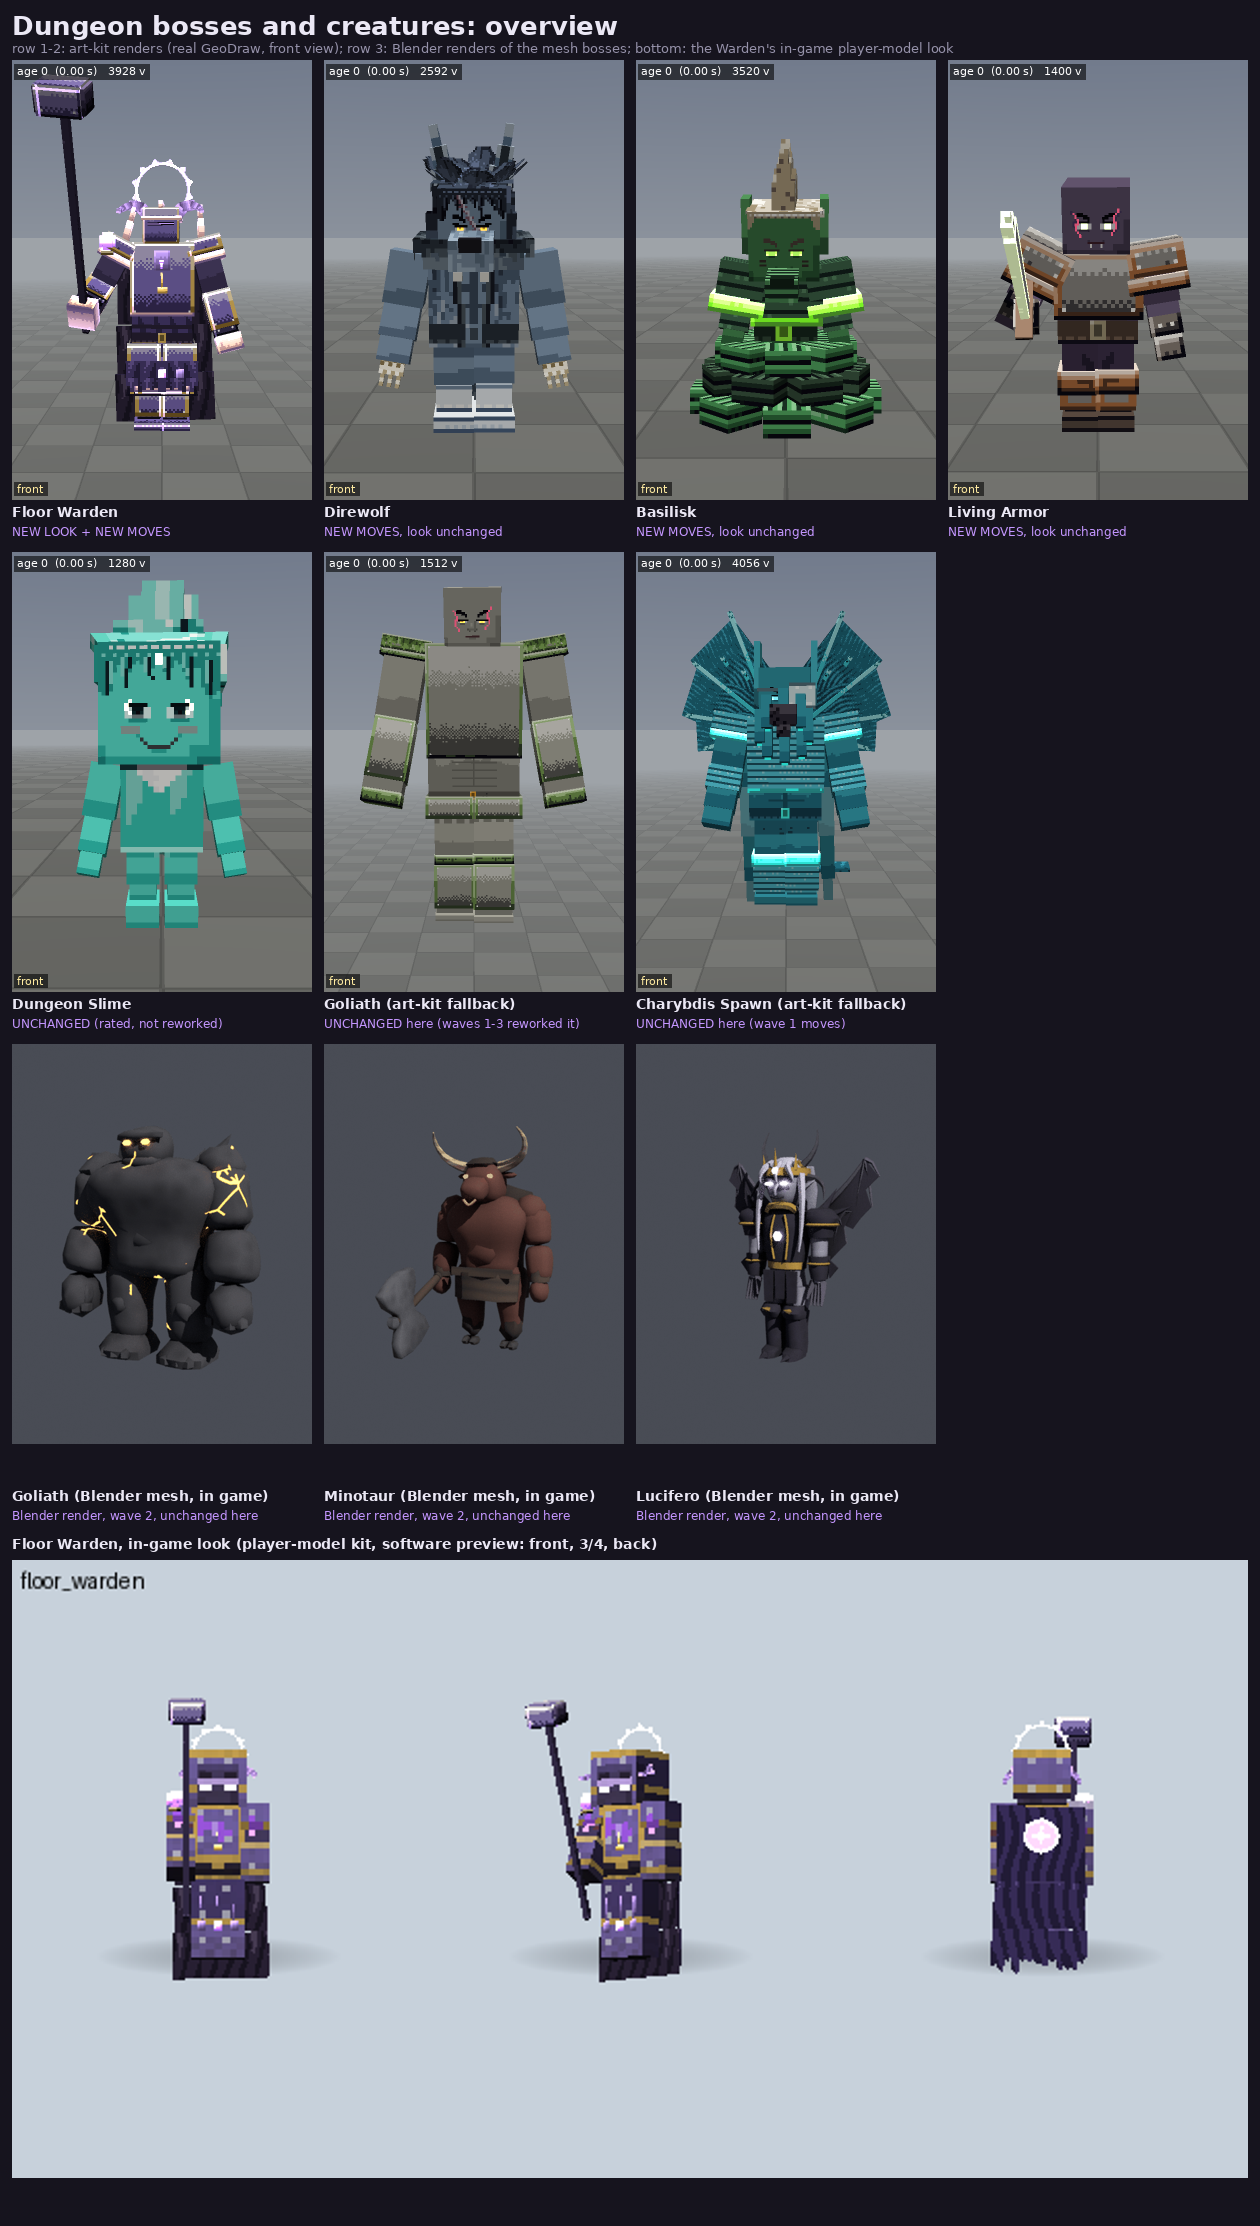 Dungeon bosses and creatures: overview
row 1-2: art-kit renders (real GeoDraw, front view); row 3: Blender renders of the mesh bosses; bottom: the Warden's in-game player-model look
age 0 (0.00 s) 3928 v
age 0 (0.00 s) 2592 v
age 0 (0.00 s) 3520 v
age 0 (0.00 s) 1400 v
front
front
front
front
Floor Warden
Direwolf
Basilisk
Living Armor
NEW LOOK + NEW MOVES
NEW MOVES, look unchanged
NEW MOVES, look unchanged
NEW MOVES, look unchanged
age 0 (0.00 s) 1280 v
age 0 (0.00 s) 1512 v
age 0 (0.00 s) 4056 v
front
front
front
Dungeon Slime
Goliath (art-kit fallback)
Charybdis Spawn (art-kit fallback)
UNCHANGED (rated, not reworked)
UNCHANGED here (waves 1-3 reworked it)
UNCHANGED here (wave 1 moves)
Goliath (Blender mesh, in game)
Minotaur (Blender mesh, in game)
Lucifero (Blender mesh, in game)
Blender render, wave 2, unchanged here
Blender render, wave 2, unchanged here
Blender render, wave 2, unchanged here
Floor Warden, in-game look (player-model kit, software preview: front, 3/4, back)
floor_warden